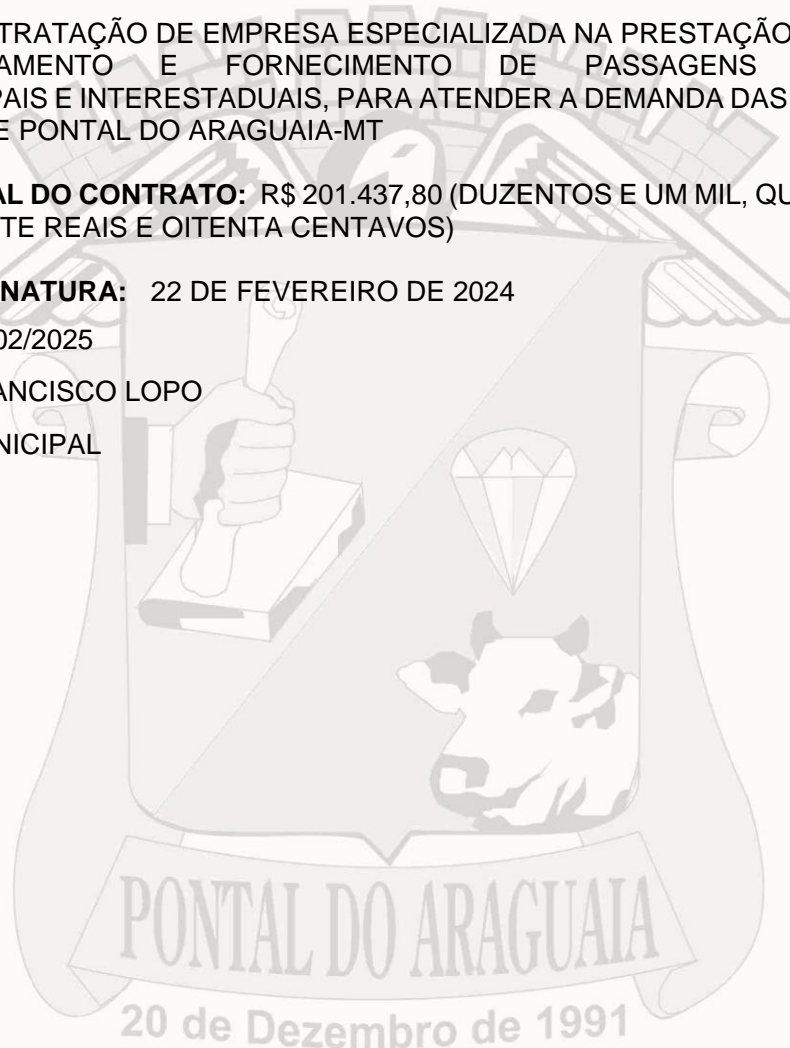 TRATAÇÃO DE EMPRESA ESPECIALIZADA NA PRESTAÇÃO
AMENTO E FORNECIMENTO DE PASSAGENS
PAIS E INTERESTADUAIS, PARA ATENDER A DEMANDA DAS
E PONTAL DO ARAGUAIA-MT
AL DO CONTRATO: R$ 201.437,80 (DUZENTOS E UM MIL, QU
TE REAIS E OITENTA CENTAVOS)
NATURA: 22 DE FEVEREIRO DE 2024
02/2025
ANCISCO LOPO
NICIPAL
PONTAL DO ARAGUAIA
20 de Dezembro de 1991